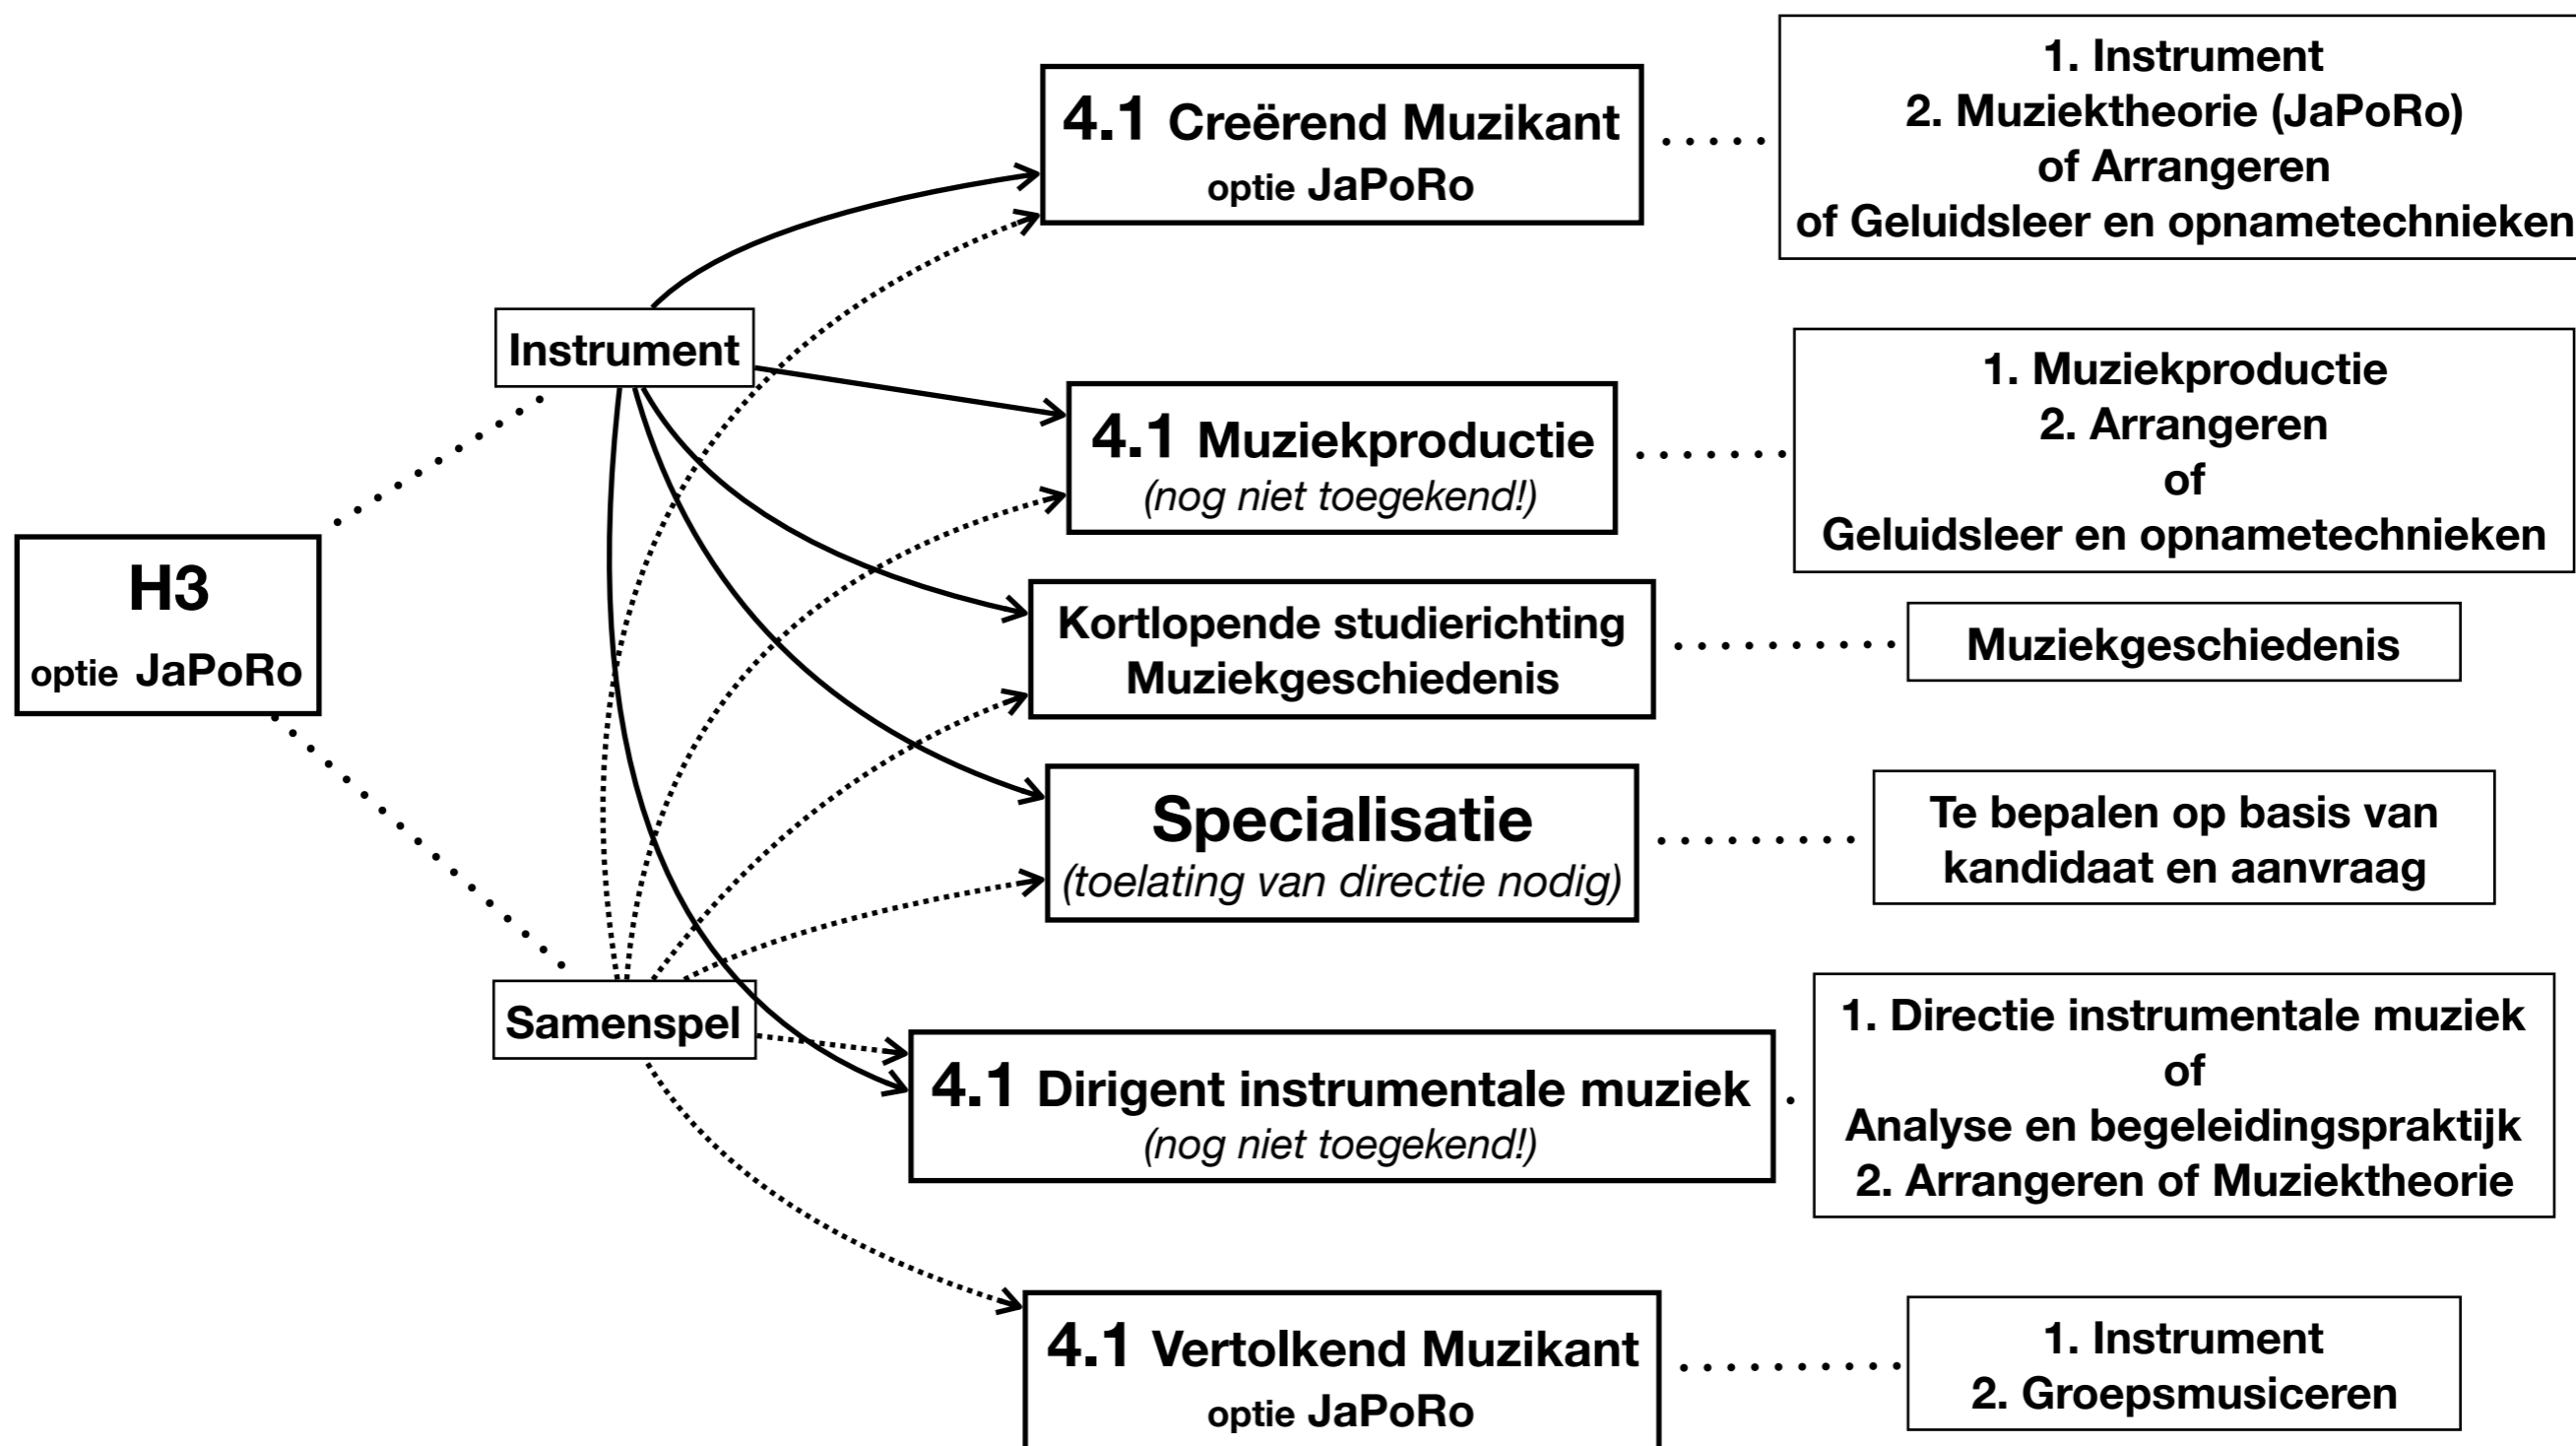 H3
optie JaPoRo
Instrument
Samenspel
4.1 Creërend Muzikant
optie JaPoRo
1. Instrument
2. Muziektheorie (JaPoRo)
of Arrangeren
of Geluidsleer en opnametechnieken
4.1 Muziekproductie
(nog niet toegekend!)
1. Muziekproductie
2. Arrangeren
of
Geluidsleer en opnametechnieken
Kortlopende studierichting
Muziekgeschiedenis
Muziekgeschiedenis
Specialisatie
(toelating van directie nodig)
Te bepalen op basis van
kandidaat en aanvraag
4.1 Dirigent instrumentale muziek
(nog niet toegekend!)
1. Directie instrumentale muziek
of
Analyse en begeleidingspraktijk
2. Arrangeren of Muziektheorie
4.1 Vertolkend Muzikant
optie JaPoRo
1. Instrument
2. Groepsmusiceren